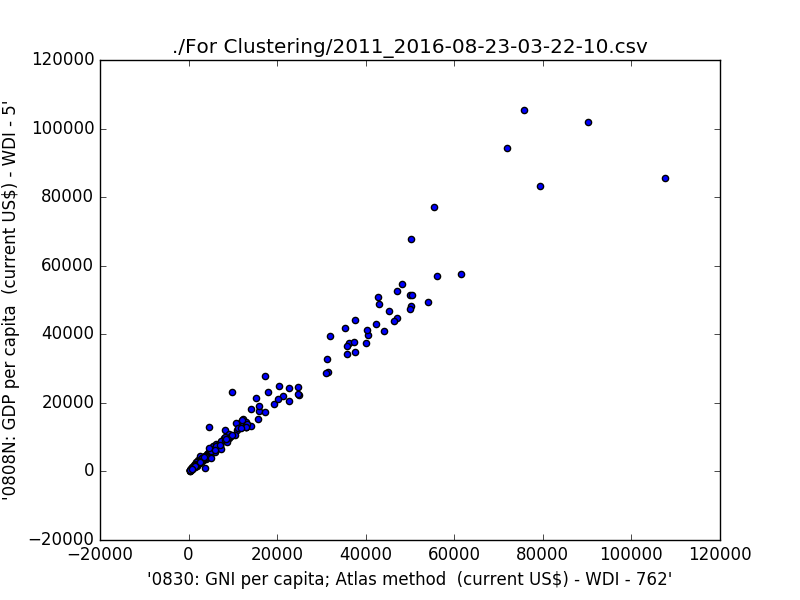 ./For Clustering/2011_2016-08-23-03-22-10.csv
120000
100000
80000
60000
40000
20000
0
−20000
'0808N: GDP per capita  (current US$) - WDI - 5'
−20000 0 20000 40000 60000 80000 100000 120000
'0830: GNI per capita; Atlas method  (current US$) - WDI - 762'